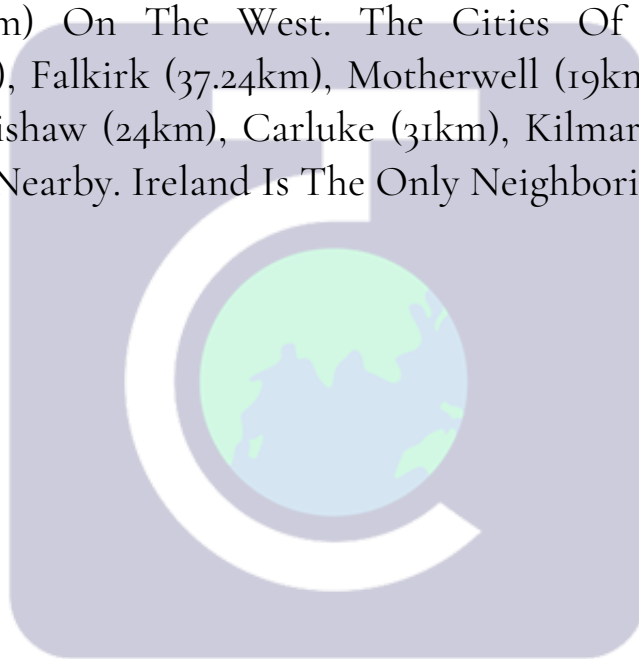 m) On The West. The Cities Of
), Falkirk (37.24km), Motherwell (19km
ishaw (24km), Carluke (31km), Kilmar
Nearby. Ireland Is The Only Neighbori